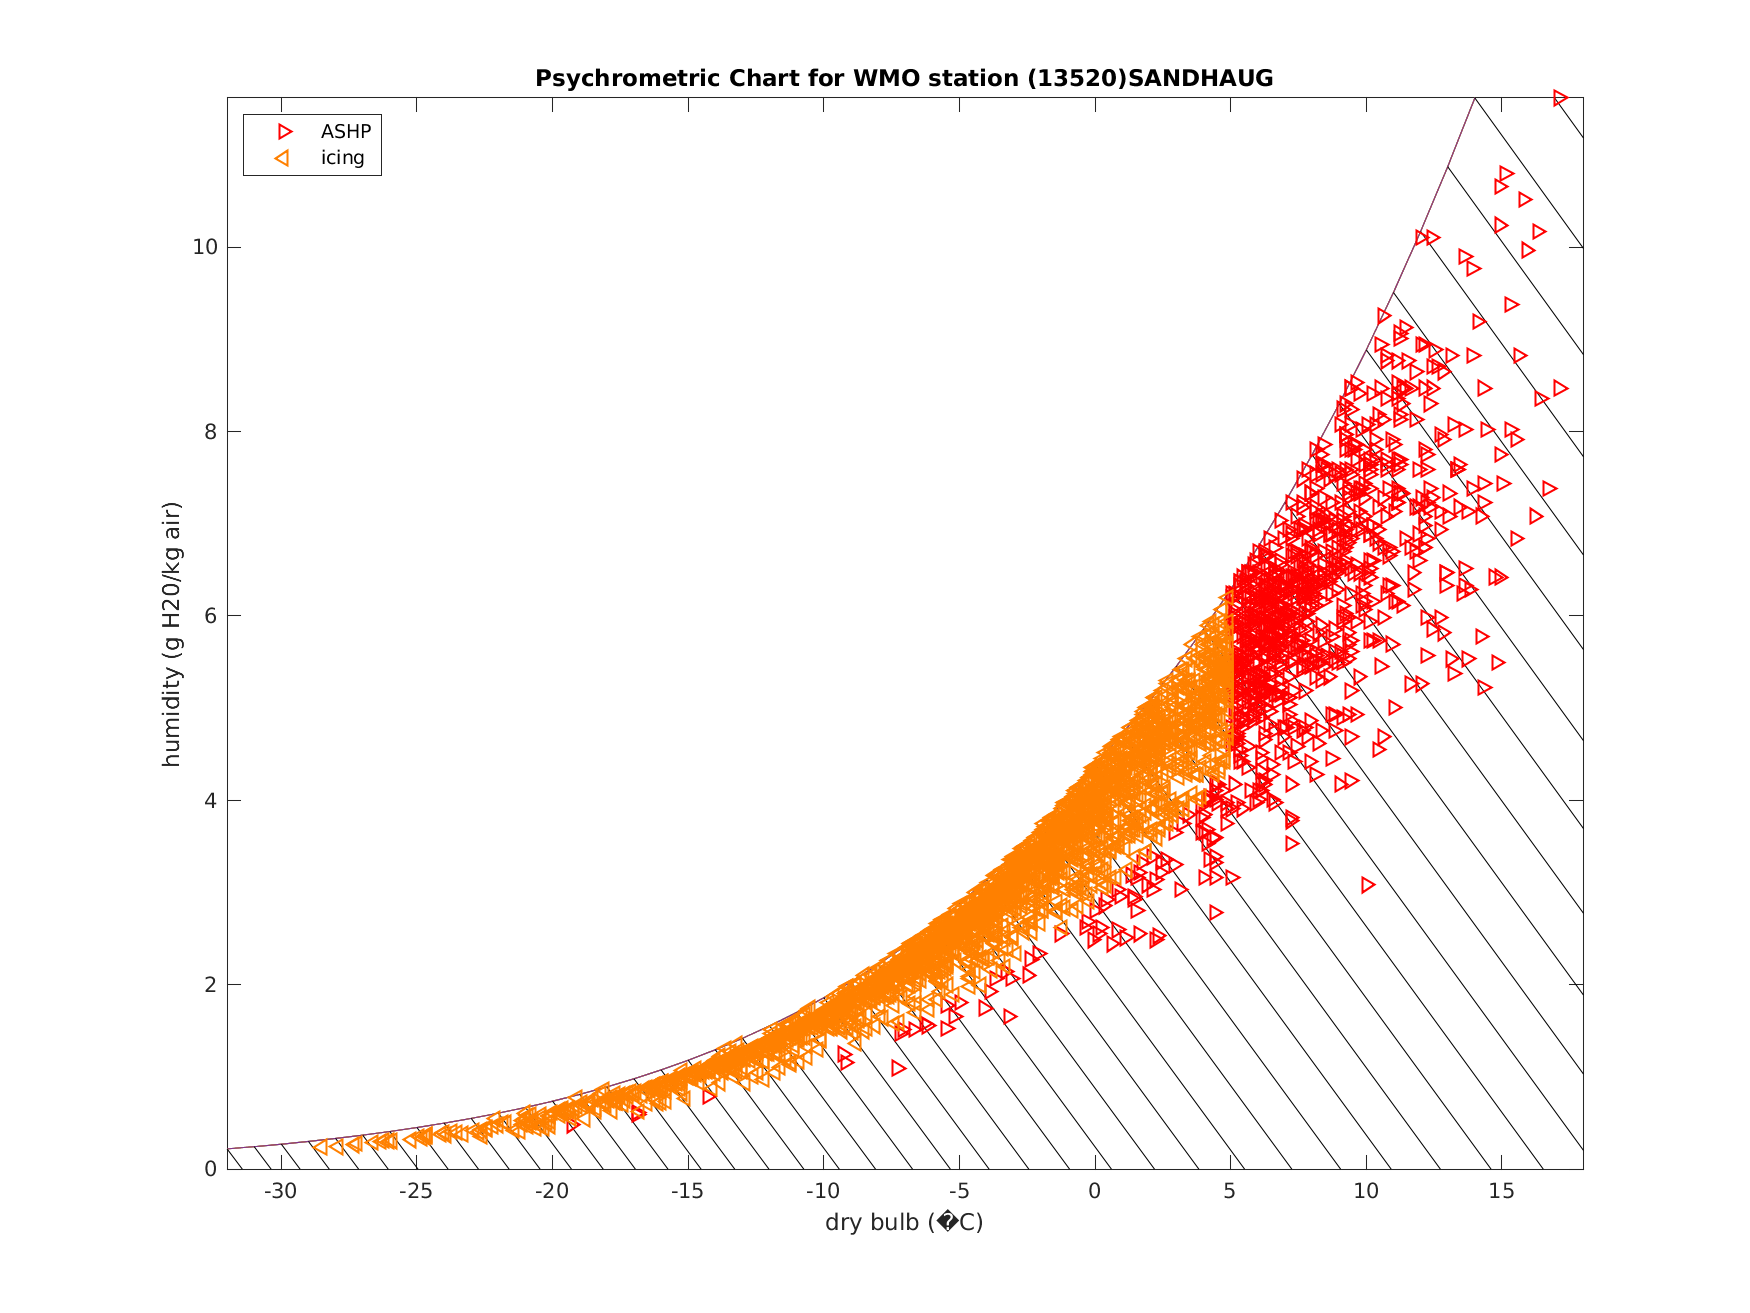 Psychrometric Chart for WMO station (13520)SANDHAUG
ASHP
icing
humidity (g H20/kg air)
10
8
6
4
2
0
-30 -25 -20 -15 -10 -5 0 5 10 15
dry bulb (�C)